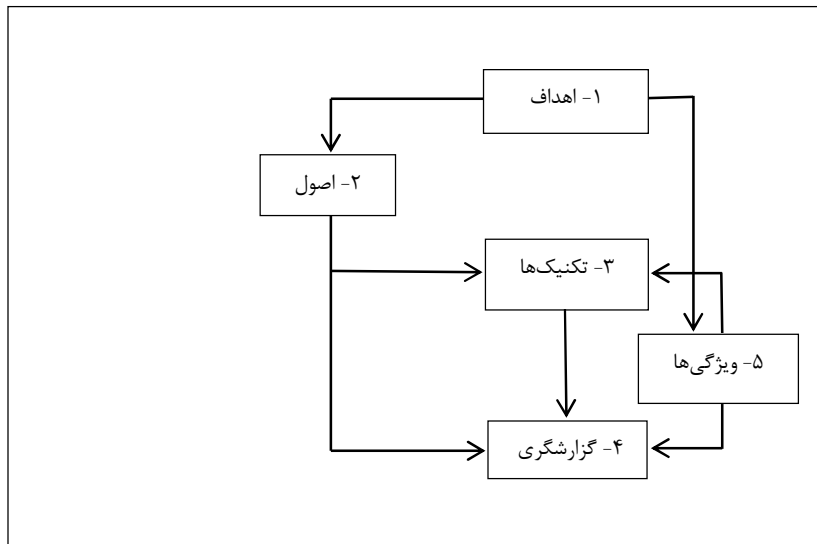 ۱- اهداف
۲- اصول
۳- تکنیک‌ها
۵- ویژگی‌ها
۴- گزارشگری